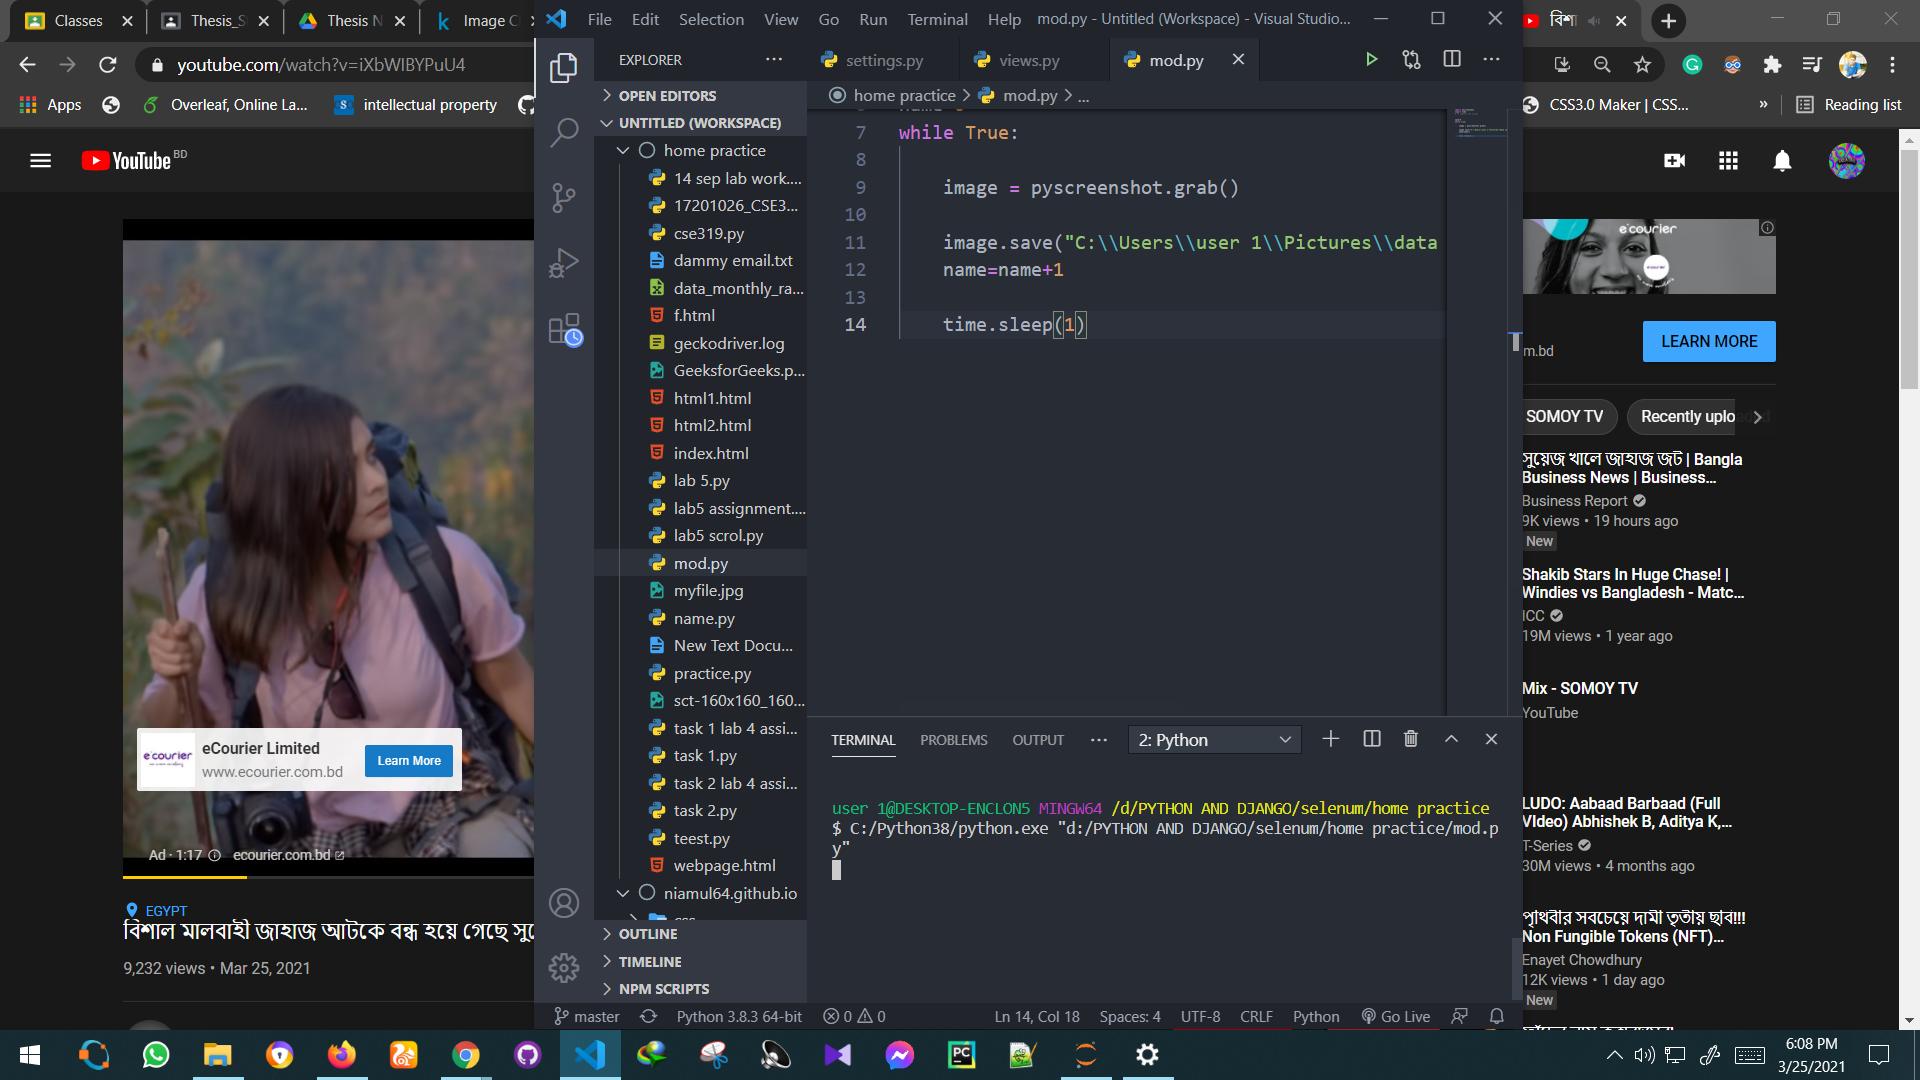 Classes
Thesis_S
Thesis N
Image C
File Edit Selection View Go Run Terminal Help mod.py - Untitled (Workspace) - Visual Studio...
youtube.com/watch?v=iXbWIBYPuU4
Apps
Overleaf, Online La...
intellectual property
CSS3.0 Maker | CSS...
»
Reading list
YouTube BD
EXPLORER
OPEN EDITORS
UNTITLED (WORKSPACE)
home practice
14 sep lab work....
17201026_CSE3...
cse319.py
dammy email.txt
data_monthly_ra...
f.html
geckodriver.log
GeeksforGeeks.p...
html1.html
html2.html
index.html
lab 5.py
lab5 assignment....
lab5 scrol.py
mod.py
myfile.jpg
name.py
New Text Docu...
practice.py
sct-160x160_160...
task 1 lab 4 assi...
task 1.py
task 2 lab 4 assi...
task 2.py
teest.py
webpage.html
niamul64.github.io
OUTLINE
TIMELINE
NPM SCRIPTS
settings.py
views.py
mod.py
home practice > mod.py > ...
7 while True:
8
9 image = pyscreenshot.grab()
10
11 image.save("C:\\Users\\user 1\\Pictures\\data
12 name=name+1
13
14 time.sleep(1)
TERMINAL PROBLEMS OUTPUT ... 2: Python
user 1@DESKTOP-ENCLON5 MINGW64 /d/PYTHON AND DJANGO/selenum/home practice
$ C:/Python38/python.exe "d:/PYTHON AND DJANGO/selenum/home practice/mod.p
y"
master Python 3.8.3 64-bit 0 0 Ln 14, Col 18 Spaces: 4 UTF-8 CRLF Python Go Live
e'courier
eCourier Limited
www.ecourier.com.bd
Learn More
Ad · 1:17 ecourier.com.bd
EGYPT
বিশাল মালবাহী জাহাজ আটকে বন্ধ হয়ে গেছে
9,232 views • Mar 25, 2021
e'courier
m.bd
LEARN MORE
SOMOY TV
Recently uplo
সুয়েজ খালে জাহাজ জট | Bangla
Business News | Business...
Business Report
9K views • 19 hours ago
New
Shakib Stars In Huge Chase! |
Windies vs Bangladesh - Matc...
ICC
19M views • 1 year ago
Mix - SOMOY TV
YouTube
LUDO: Aabaad Barbaad (Full
VIdeo) Abhishek B, Aditya K,...
T-Series
30M views • 4 months ago
পৃথিবীর সবচেয়ে দামী তৃতীয় ছবি!!!
Non Fungible Tokens (NFT)...
Enayet Chowdhury
12K views • 1 day ago
New
6:08 PM
3/25/2021